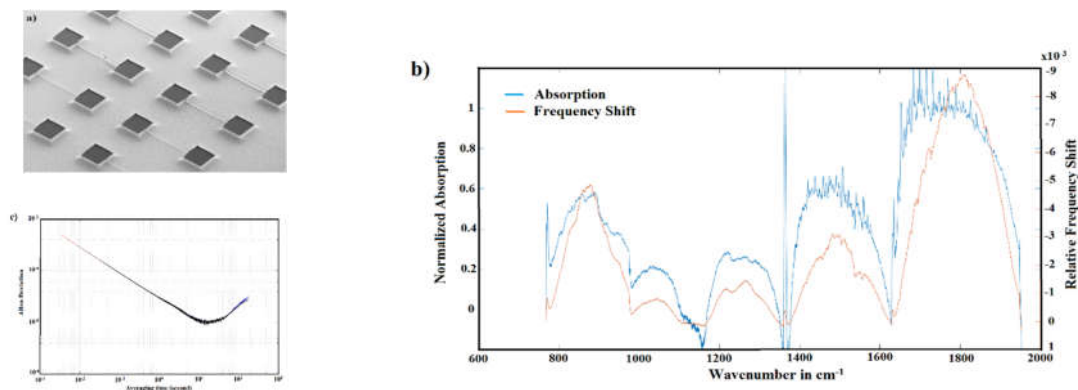 a)
b)
x10⁻³
Absorption
Frequency Shift
Normalized Absorption
1
0.8
0.6
0.4
0.2
0
Relative Frequency Shift
-9
-8
-7
-6
-5
-4
-3
-2
-1
0
1
600
800
1000
1200
1400
1600
1800
2000
Wavenumber in cm⁻¹
c)
Allan Deviation
Averaging time (second)